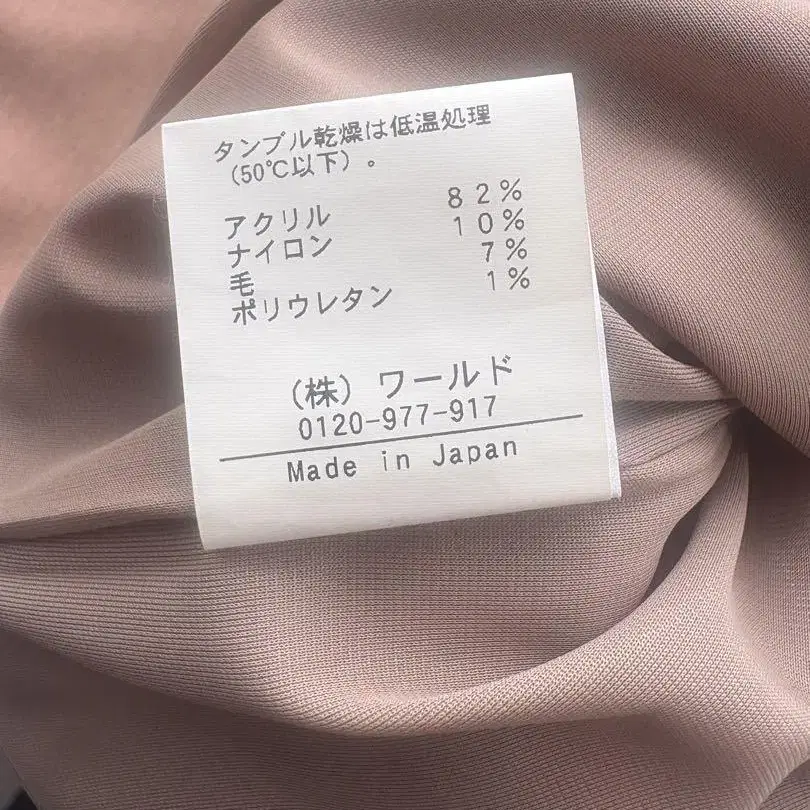 タンブル乾燥は低温処理
（50℃以下）。
アクリル 82%
ナイロン 10%
毛 7%
ポリウレタン 1%
（株）ワールド
0120-977-917
Made in Japan